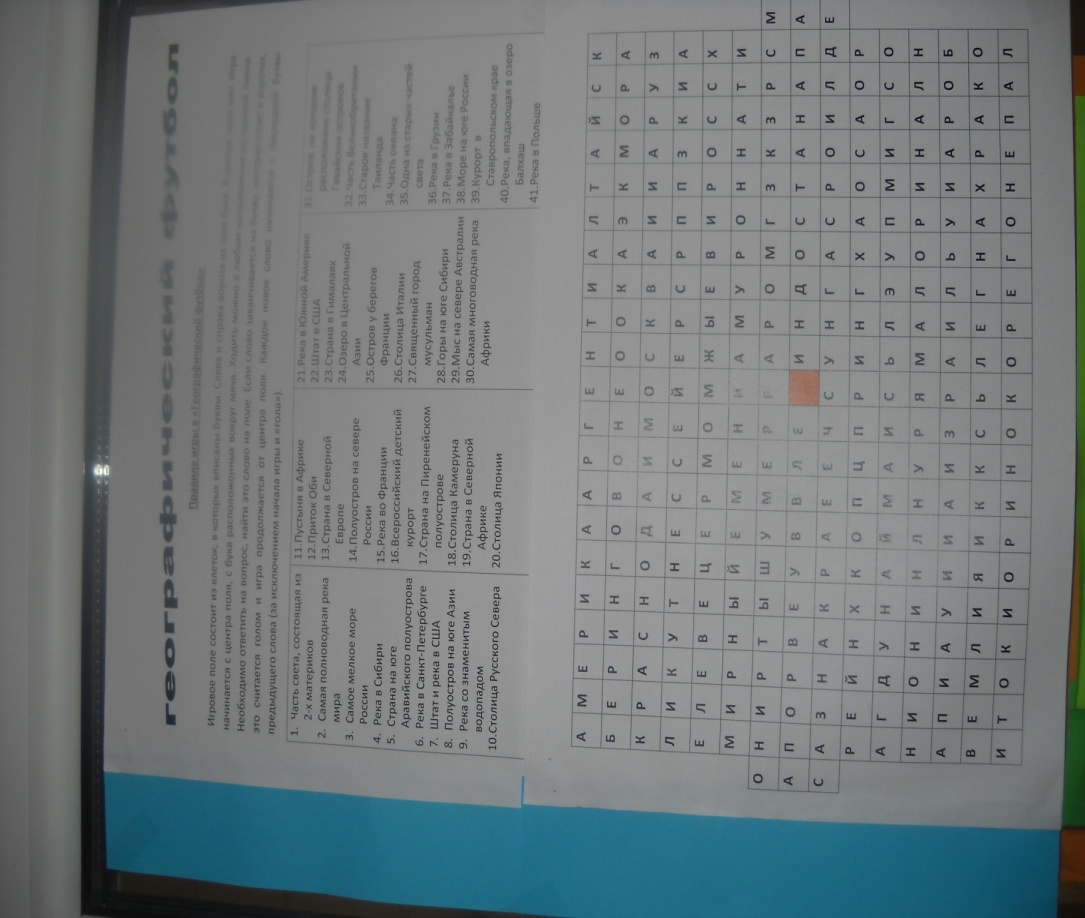 географический футбол
Правила игры в «Географический футбол»
Игровое поле состоит из клеток, в которых вписаны буквы. Слева и справа ворота из трех букв, в центре поля мяч. Игра
начинается с центра поля, с букв расположенных вокруг мяча. Ходить можно в любых направлениях
Необходимо ответить на вопрос, найти это слово на поле. Если слово заканчивается на букве, в воротах,
это считается голом и игра продолжается от центра поля. Каждое новое слово начинается с последней буквы
предыдущего слова (за исключением начала игры и «гола»).
1. Часть света, состоящая из
2-х материков
2. Самая полноводная река
мира
3. Самое мелкое море
России
4. Река в Сибири
5. Страна на юге
Аравийского полуострова
6. Река в Санкт-Петербурге
7. Штат и река в США
8. Полуостров на юге Азии
9. Река со знаменитым
водопадом
10.Столица Русского Севера
11.Пустыня в Африке
12.Приток Оби
13.Страна в Северной
Европе
14.Полуостров на севере
России
15.Река во Франции
16.Всероссийский детский
курорт
17.Страна на Пиренейском
полуострове
18.Столица Камеруна
19.Страна в Северной
Африке
20.Столица Японии
21.Река в Южной Америке
22.Штат в США
23.Страна в Гималаях
24.Озеро в Центральной
Азии
25.Остров у берегов
Франции
26.Столица Италии
27.Священный город
мусульман
28.Горы на юге Сибири
29.Мыс на севере Австралии
30.Самая многоводная река
Африки
31.Остров, на котором
расположена столица
Гавайских островов
32.Часть Великобритании
33.Старое название
Таиланда
34.Часть океана
35.Одна из старых частей
света
36.Река в Грузии
37.Река в Забайкалье
38.Море на юге России
39.Курорт в
Ставропольском крае
40.Река, впадающая в озеро
Балхаш
41.Река в Польше
А М Е Р И К А А Р Г Е Н Т И А Л Т А Й С К
Б Е Р И Н Г О В О Н Е О О К А Э К М О Р А
К Р А С Н О Д А И М О С К В А И И А Р У З
Л И К У Т Н Е С С Е Й Е Р С Р П П З К И А
Е Л Е В Е Ц Е Р М О М Ж Ы Е В И Р О С С Х
М И Р Н Ы Й Е М Е Н И А М У Р О Н Н А Т И
О Н И Р Т Ы Ш У М Е Р Р А Р О М Г З К З Р С М
А П О Р В Е У В Л Е И Н Д О С Т А Н А П А
С А З Н А К Р А Е Ч С У Н Г А С Р О И Л Д Е
Р Е Й Н Х К О П Ц П Р И Н Г Х А О С А О Р
А Г Д У Н А Й М А И С Ь Л Э У П М И Г С О
Н И О Н И Н Л Н У Р Я М А Л О Р И Н А Л Н
А П И А У И И А И З Р А И Л Ь У И А Р О Б
В Е М Л И Я И К К С Ь Л Е Г Н А Х Р А К О
И Т О К И О Р И Н О К О Р Е Г О Н Е П А Л